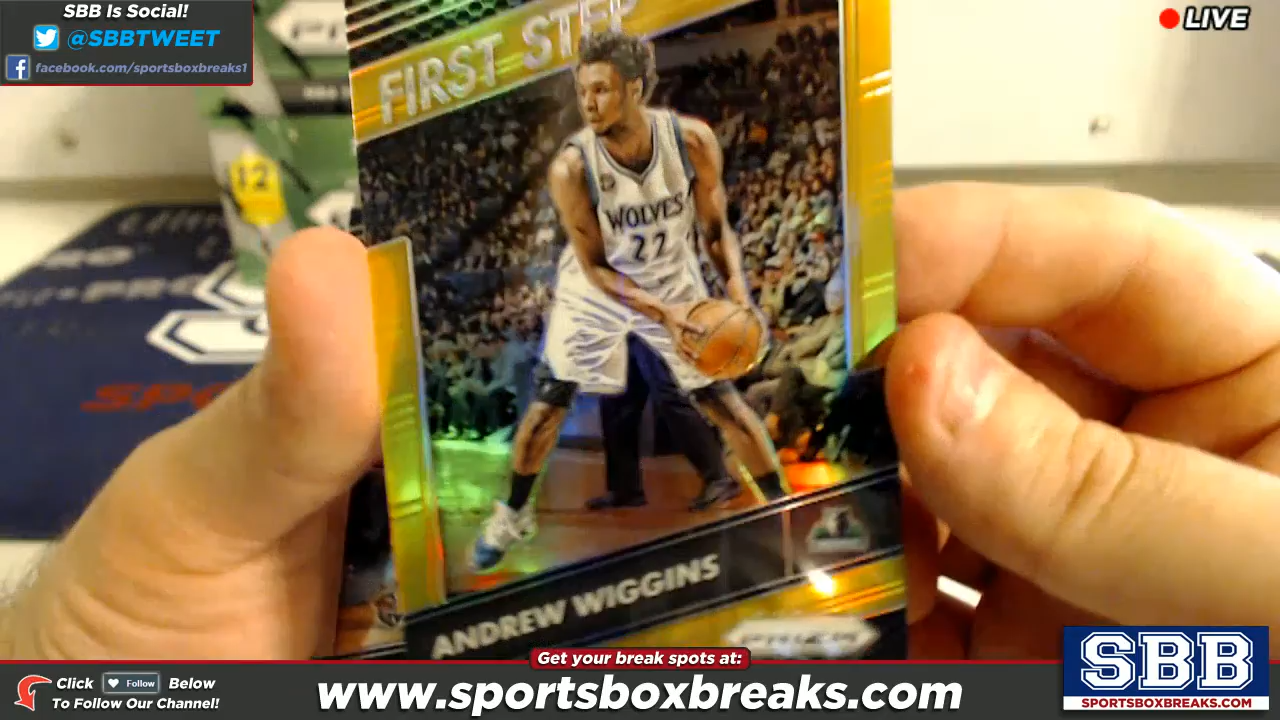 SBB Is Social!
@SBBTWEET
facebook.com/sportsboxbreaks1
LIVE
FIRST STEP
12
WOLVES
22
ANDREW WIGGINS
PRIZM
Get your break spots at:
Click Follow Below
To Follow Our Channel!
www.sportsboxbreaks.com
SBB
SPORTSBOXBREAKS.COM